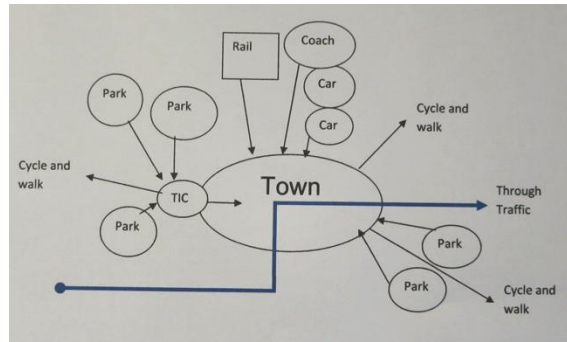 Rail
Coach
Car
Car
Park
Park
Cycle and
walk
Cycle and
walk
TIC
Town
Through
Traffic
Park
Park
Park
Cycle and
walk